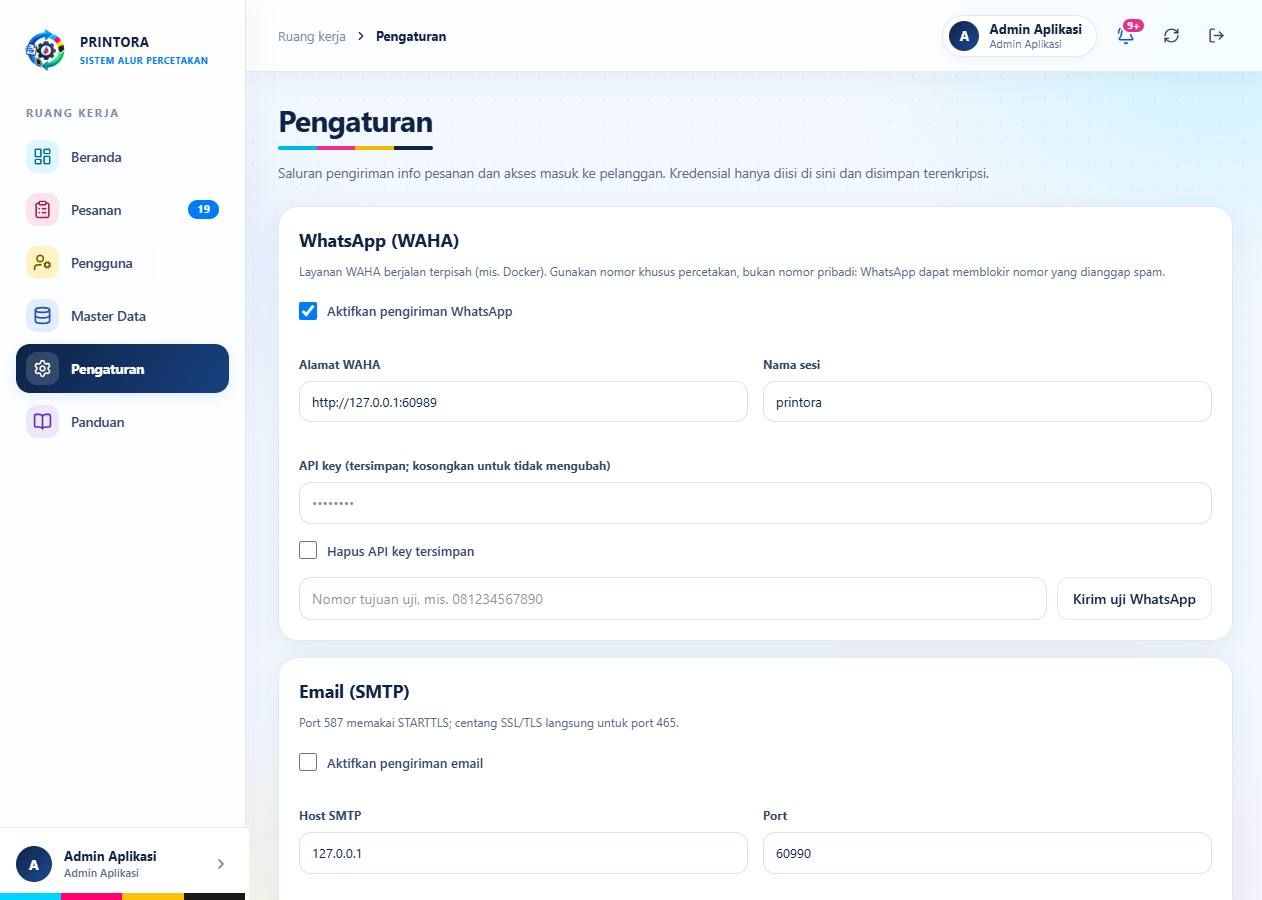 PRINTORA
SISTEM ALUR PERCETAKAN
RUANG KERJA
Beranda
Pesanan
19
Pengguna
Master Data
Pengaturan
Panduan
Admin Aplikasi
Admin Aplikasi
A
Ruang kerja > Pengaturan
A
Admin Aplikasi
Admin Aplikasi
9+
Pengaturan
Saluran pengiriman info pesanan dan akses masuk ke pelanggan. Kredensial hanya diisi di sini dan disimpan terenkripsi.
WhatsApp (WAHA)
Layanan WAHA berjalan terpisah (mis. Docker). Gunakan nomor khusus percetakan, bukan nomor pribadi: WhatsApp dapat memblokir nomor yang dianggap spam.
Aktifkan pengiriman WhatsApp
Alamat WAHA
http://127.0.0.1:60989
Nama sesi
printora
API key (tersimpan; kosongkan untuk tidak mengubah)
••••••••
Hapus API key tersimpan
Nomor tujuan uji, mis. 081234567890
Kirim uji WhatsApp
Email (SMTP)
Port 587 memakai STARTTLS; centang SSL/TLS langsung untuk port 465.
Aktifkan pengiriman email
Host SMTP
127.0.0.1
Port
60990